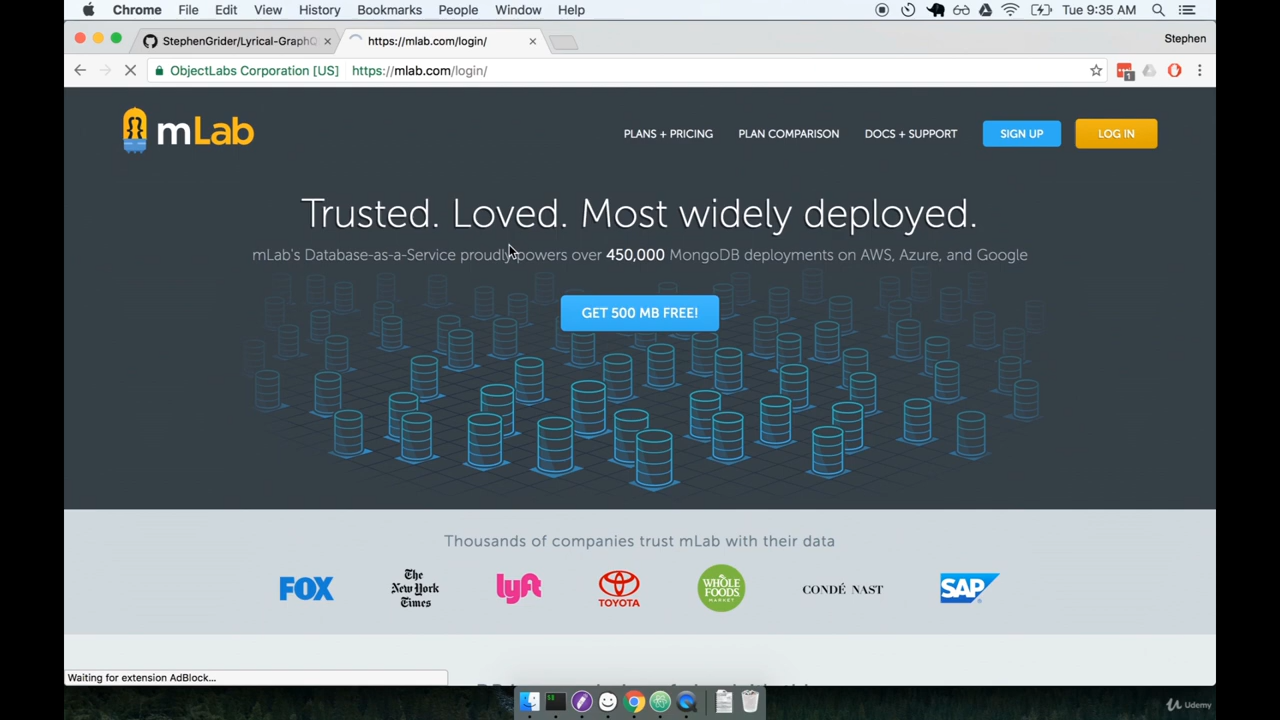 Chrome File Edit View History Bookmarks People Window Help Tue 9:35 AM
StephenGrider/Lyrical-GraphQ https://mlab.com/login/ Stephen
ObjectLabs Corporation [US] https://mlab.com/login/ 1
mLab PLANS + PRICING PLAN COMPARISON DOCS + SUPPORT SIGN UP LOG IN
Trusted. Loved. Most widely deployed.
mLab's Database-as-a-Service proudly powers over 450,000 MongoDB deployments on AWS, Azure, and Google
GET 500 MB FREE!
Thousands of companies trust mLab with their data
FOX
The
New York
Times
lyft
TOYOTA
WHOLE
FOODS
MARKET
CONDÉ NAST
SAP
Waiting for extension AdBlock...
Udemy